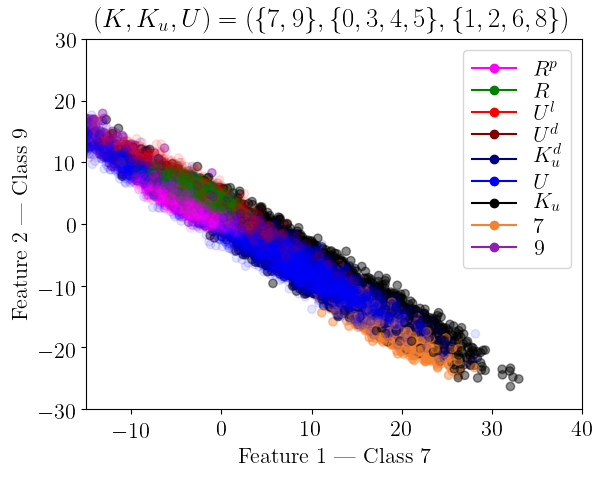 (K, K_u, U) = ({7, 9}, {0, 3, 4, 5}, {1, 2, 6, 8})
30
20
10
0
−10
−20
−30
Feature 2 — Class 9
R^p
R
U^l
U^d
K_u^d
U
K_u
7
9
−10
0
10
20
30
40
Feature 1 — Class 7